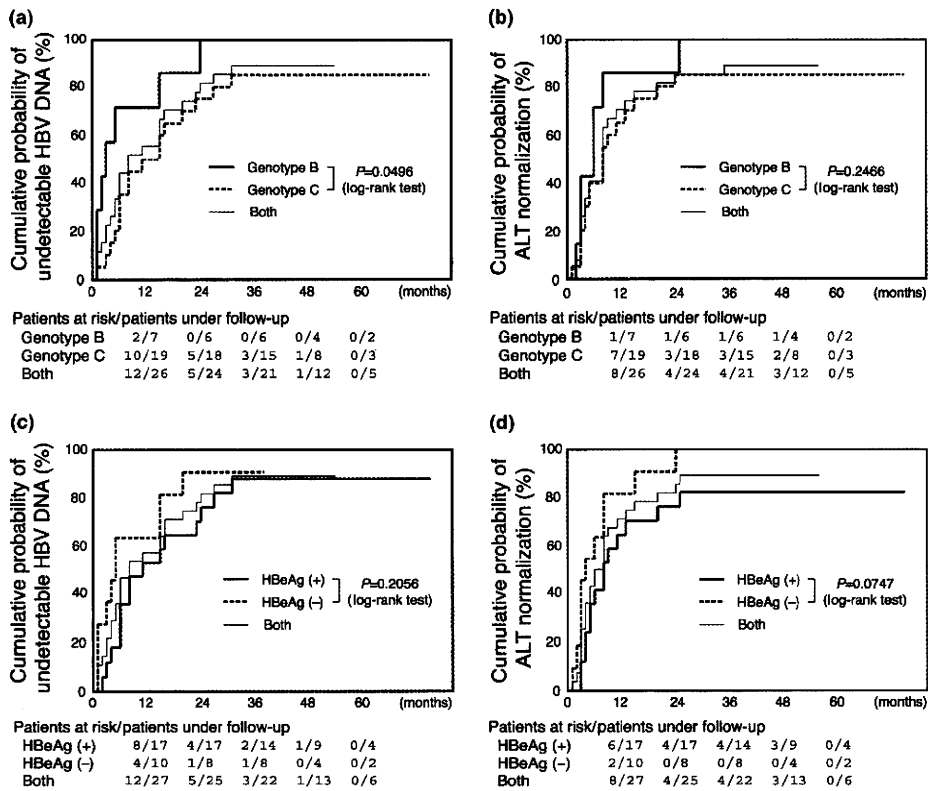 (a)
Cumulative probability of
undetectable HBV DNA (%)
100
80
60
40
20
0
Genotype B
Genotype C
Both
P=0.0496
(log-rank test)
0 12 24 36 48 60 (months)
Patients at risk/patients under follow-up
Genotype B 2/7 0/6 0/6 0/4 0/2
Genotype C 10/19 5/18 3/15 1/8 0/3
Both 12/26 5/24 3/21 1/12 0/5
(b)
Cumulative probability of
ALT normalization (%)
100
80
60
40
20
0
Genotype B
Genotype C
Both
P=0.2466
(log-rank test)
0 12 24 36 48 60 (months)
Patients at risk/patients under follow-up
Genotype B 1/7 1/6 1/6 1/4 0/2
Genotype C 7/19 3/18 3/15 2/8 0/3
Both 8/26 4/24 4/21 3/12 0/5
(c)
Cumulative probability of
undetectable HBV DNA (%)
100
80
60
40
20
0
HBeAg (+)
HBeAg (–)
Both
P=0.2056
(log-rank test)
0 12 24 36 48 60 (months)
Patients at risk/patients under follow-up
HBeAg (+) 8/17 4/17 2/14 1/9 0/4
HBeAg (–) 4/10 1/8 1/8 0/4 0/2
Both 12/27 5/25 3/22 1/13 0/6
(d)
Cumulative probability of
ALT normalization (%)
100
80
60
40
20
0
HBeAg (+)
HBeAg (–)
Both
P=0.0747
(log-rank test)
0 12 24 36 48 60 (months)
Patients at risk/patients under follow-up
HBeAg (+) 6/17 4/17 4/14 3/9 0/4
HBeAg (–) 2/10 0/8 0/8 0/4 0/2
Both 8/27 4/25 4/22 3/13 0/6